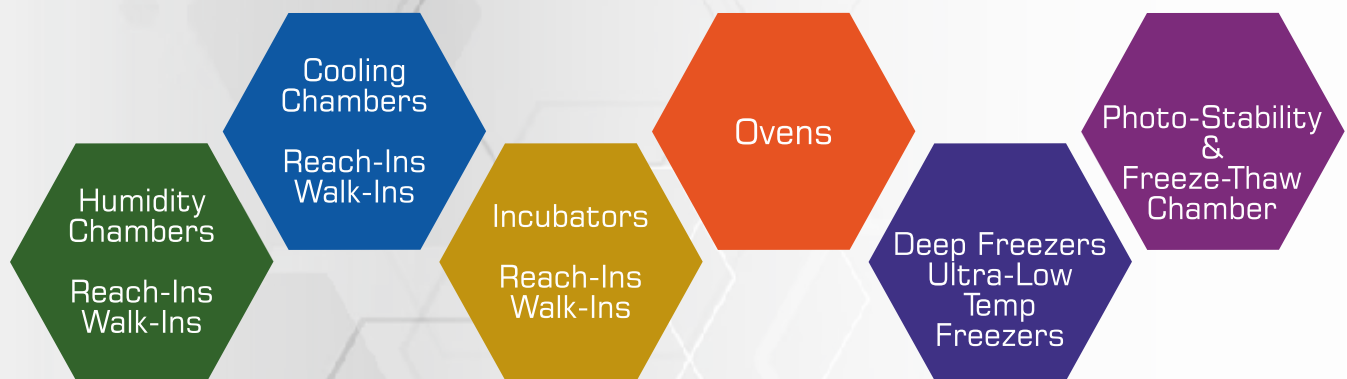 Humidity
Chambers
Reach-Ins
Walk-Ins
Cooling
Chambers
Reach-Ins
Walk-Ins
Incubators
Reach-Ins
Walk-Ins
Ovens
Deep Freezers
Ultra-Low
Temp
Freezers
Photo-Stability
&
Freeze-Thaw
Chamber